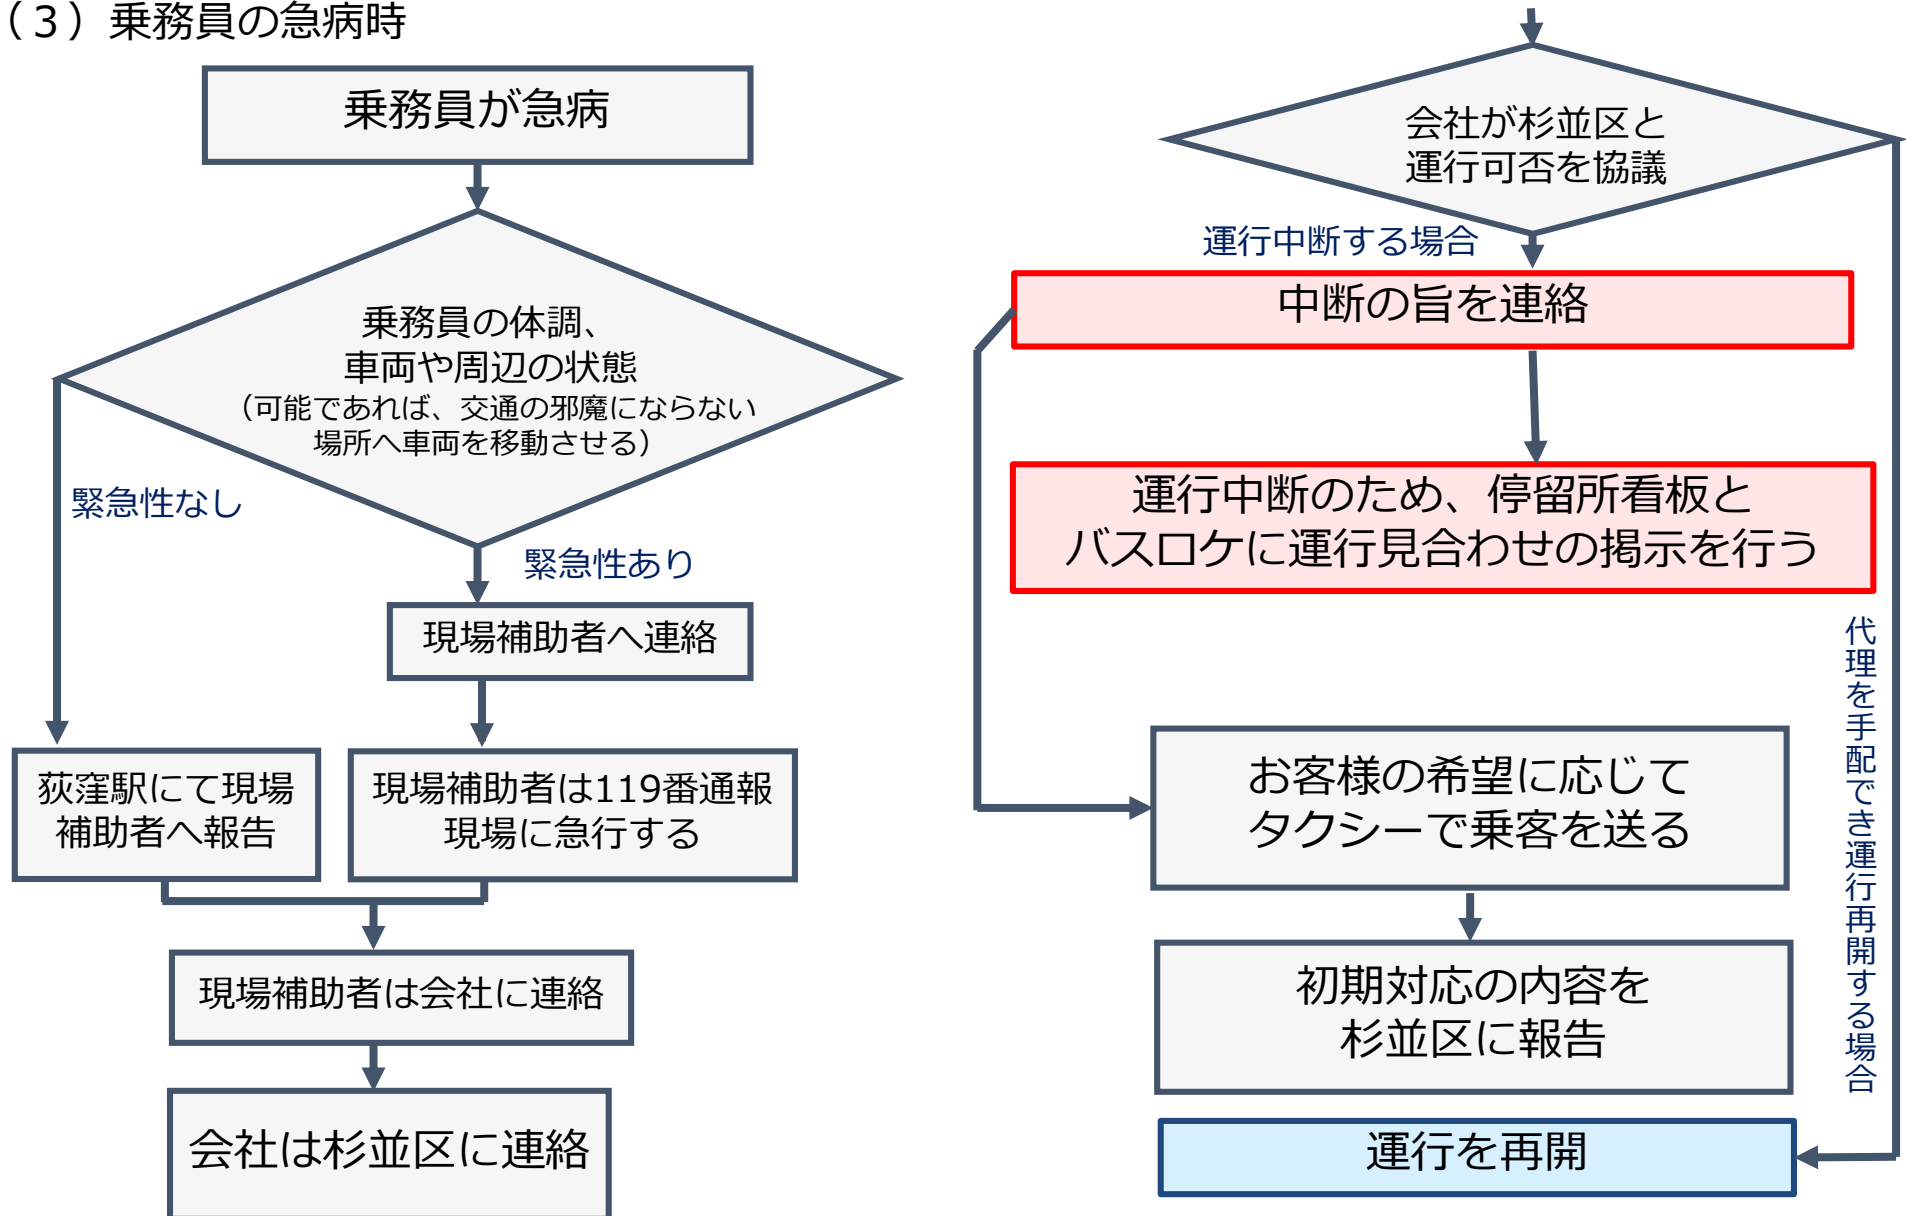 （３）乗務員の急病時
乗務員が急病
乗務員の体調、
車両や周辺の状態
（可能であれば、交通の邪魔にならない
場所へ車両を移動させる）
緊急性なし
緊急性あり
現場補助者へ連絡
荻窪駅にて現場
補助者へ報告
現場補助者は119番通報
現場に急行する
現場補助者は会社に連絡
会社は杉並区に連絡
会社が杉並区と
運行可否を協議
運行中断する場合
中断の旨を連絡
運行中断のため、停留所看板と
バスロケに運行見合わせの掲示を行う
代理を手配でき運行再開する場合
お客様の希望に応じて
タクシーで乗客を送る
初期対応の内容を
杉並区に報告
運行を再開